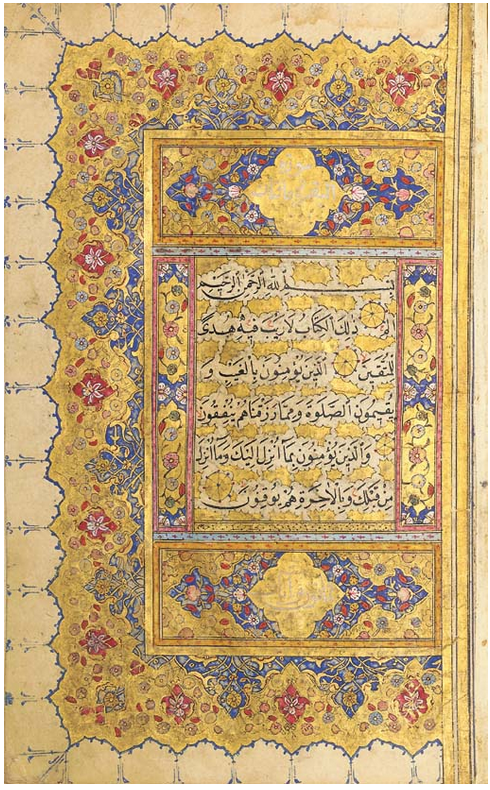 بسم الله الرحمن الرحيم
الم ذلك الكتاب لا ريب فيه هدى
للمتقين الذين يؤمنون بالغيب و
يقيمون الصلوة ومما رزقناهم ينفقون
والذين يؤمنون بما انزل اليك وما انزل
من قبلك وبالاخرة هم يوقنون